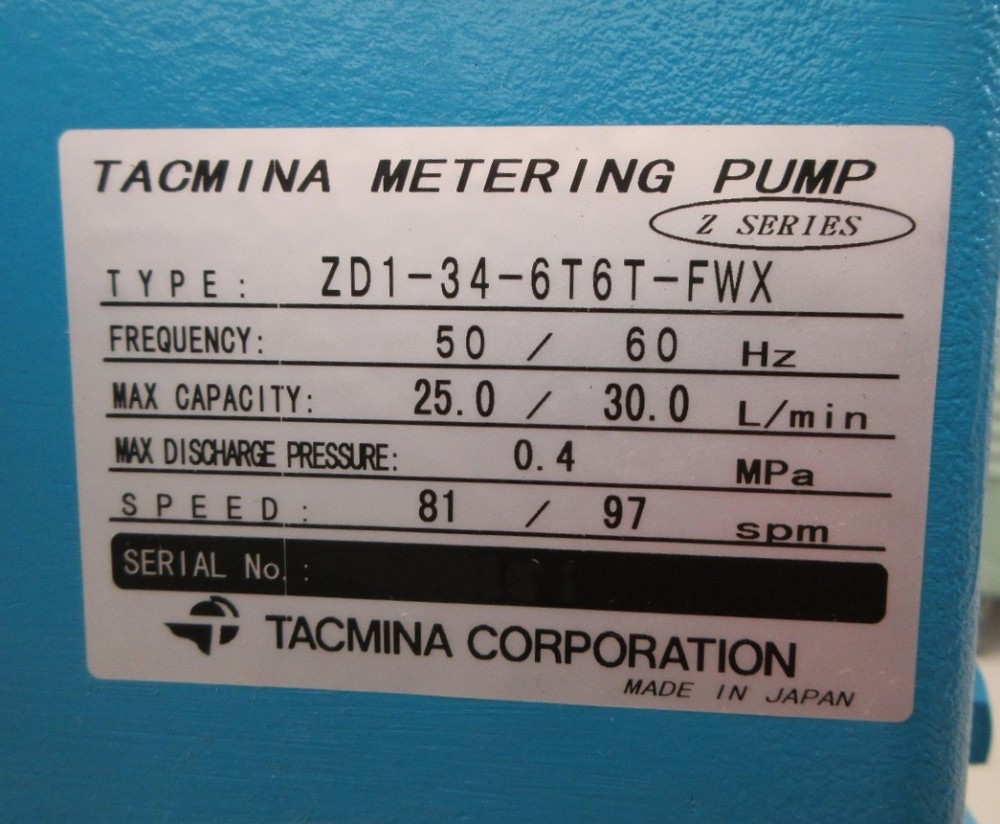 TACMINA METERING PUMP
Z SERIES
TYPE: ZD1-34-6T6T-FWX
FREQUENCY: 50 / 60 Hz
MAX CAPACITY: 25.0 / 30.0 L/min
MAX DISCHARGE PRESSURE: 0.4 MPa
SPEED: 81 / 97 spm
SERIAL No.:
TACMINA CORPORATION
MADE IN JAPAN